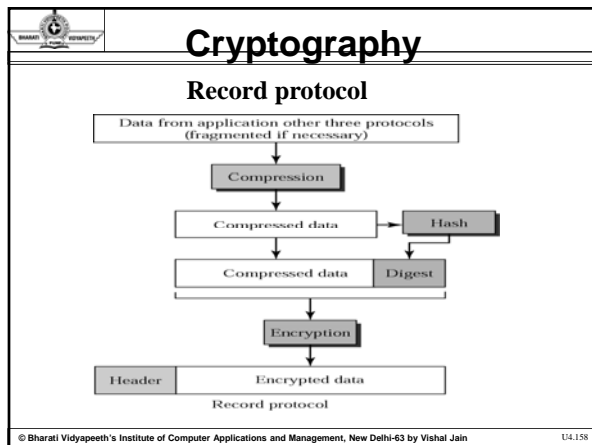 BHARATI VIDYAPEETH
PUNE
Cryptography
Record protocol
Data from application other three protocols
(fragmented if necessary)
Compression
Compressed data
Hash
Compressed data
Digest
Encryption
Header
Encrypted data
Record protocol
© Bharati Vidyapeeth's Institute of Computer Applications and Management, New Delhi-63 by Vishal Jain
U4.158